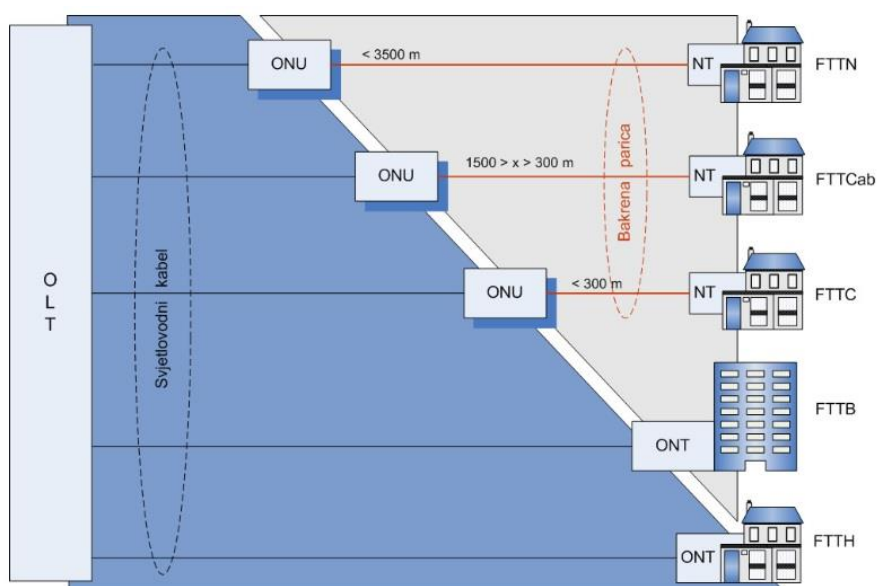 ONU
< 3500 m
NT
FTTN
ONU
1500 > x > 300 m
NT
FTTCab
Svjetlovodni kabel
Bakrena parica
O
L
T
ONU
< 300 m
NT
FTTC
ONT
FTTB
ONT
FTTH